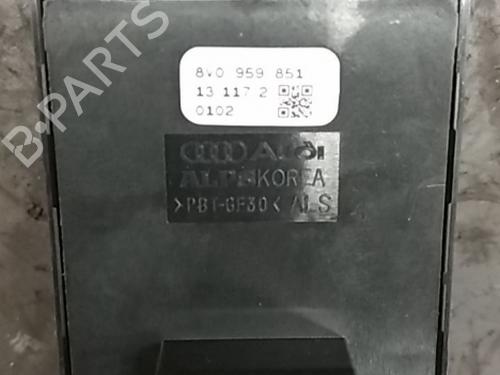 8V0 959 851
13 117 2
0102
Audi
ALPS KOREA
>PBT-GF30< ALS
B-PARTS